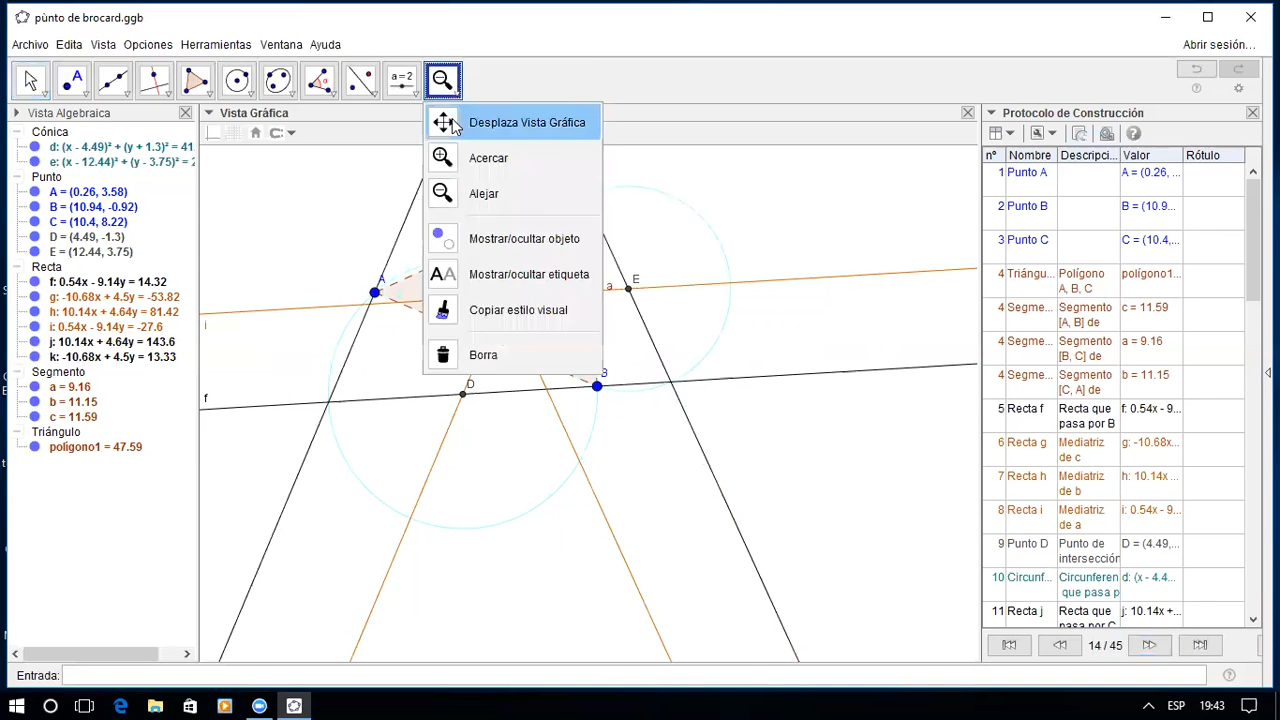 pùnto de brocard.ggb
Archivo Edita Vista Opciones Herramientas Ventana Ayuda
Abrir sesión...
A
α
a=2
Vista Algebraica
Vista Gráfica
Protocolo de Construcción
Cónica
d: (x - 4.49)² + (y + 1.3)² = 41
e: (x - 12.44)² + (y - 3.75)² =
Punto
A = (0.26, 3.58)
B = (10.94, -0.92)
C = (10.4, 8.22)
D = (4.49, -1.3)
E = (12.44, 3.75)
Recta
f: 0.54x - 9.14y = 14.32
g: -10.68x + 4.5y = -53.82
h: 10.14x + 4.64y = 81.42
i: 0.54x - 9.14y = -27.6
j: 10.14x + 4.64y = 143.6
k: -10.68x + 4.5y = 13.33
Segmento
a = 9.16
b = 11.15
c = 11.59
Triángulo
polígono1 = 47.59
Desplaza Vista Gráfica
Acercar
Alejar
Mostrar/ocultar objeto
AA Mostrar/ocultar etiqueta
Copiar estilo visual
Borra
A
E
a
i
B
D
f
nº Nombre Descripci... Valor Rótulo
1 Punto A A = (0.26, ...
2 Punto B B = (10.9...
3 Punto C C = (10.4, ...
4 Triángu... Polígono A, B, C polígono1...
4 Segme... Segmento [A, B] de c = 11.59
4 Segme... Segmento [B, C] de a = 9.16
4 Segme... Segmento [C, A] de b = 11.15
5 Recta f Recta que pasa por B f: 0.54x - 9...
6 Recta g Mediatriz de c g: -10.68x...
7 Recta h Mediatriz de b h: 10.14x...
8 Recta i Mediatriz de a i: 0.54x - 9...
9 Punto D Punto de intersección D = (4.49,...
10 Circunf... Circunferen que pasa p d: (x - 4.4...
11 Recta j Recta que pasa por C j: 10.14x +...
14 / 45
Entrada:
ESP 19:43